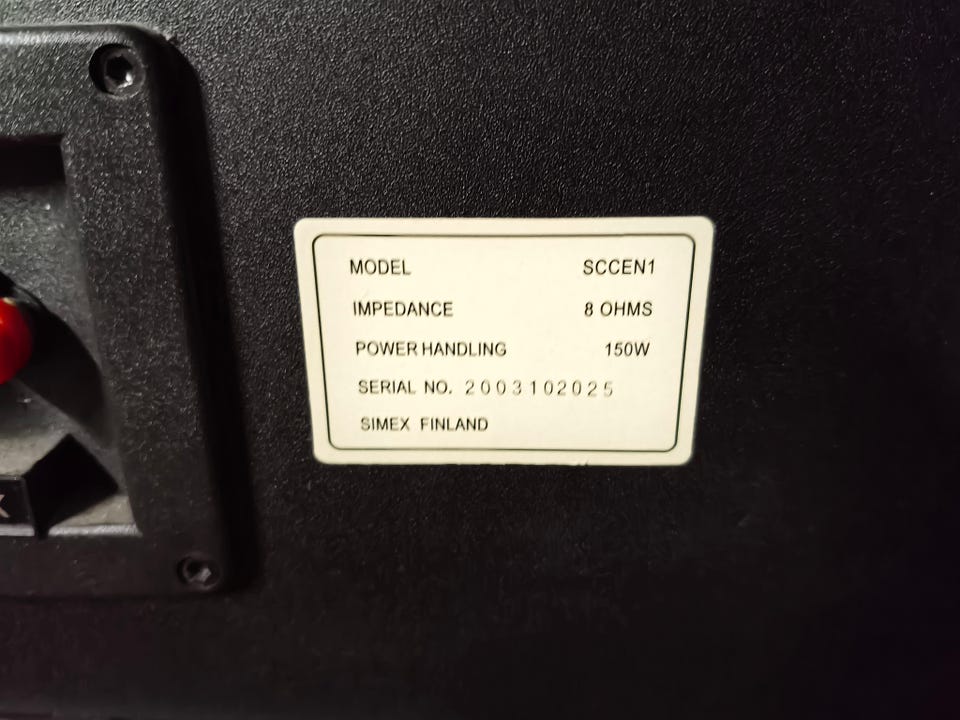 MODEL SCCEN1
IMPEDANCE 8 OHMS
POWER HANDLING 150W
SERIAL NO. 2003102025
SIMEX FINLAND